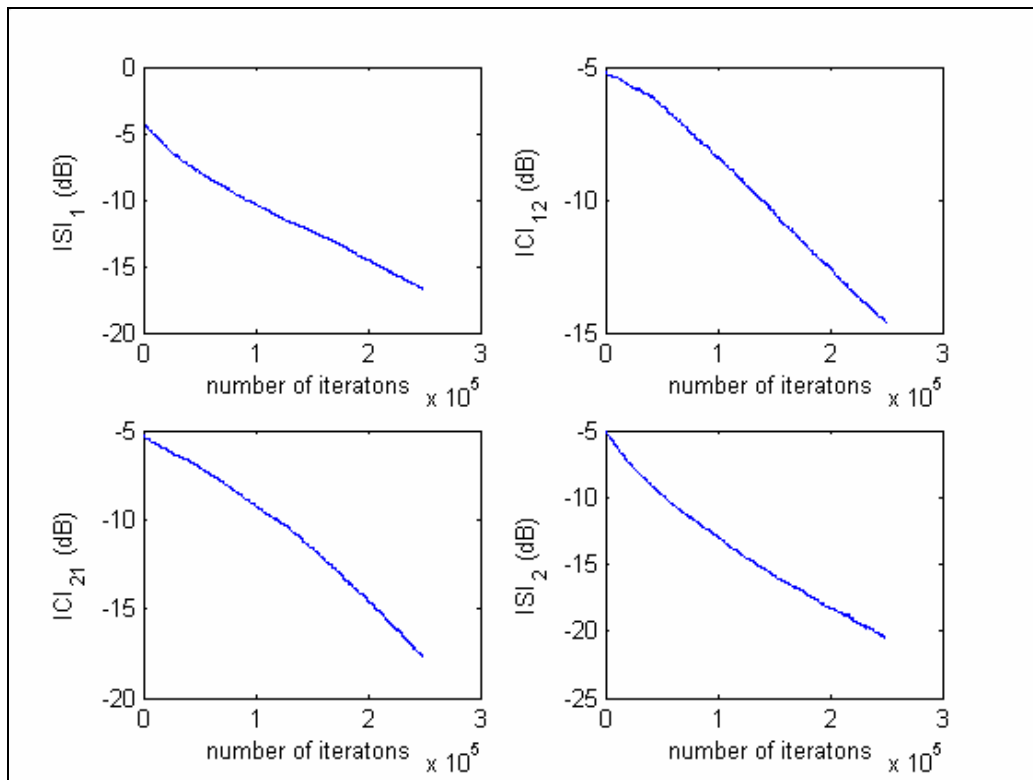 0
-5
-10
-15
-20
0
1
2
3
ISI1 (dB)
number of iteratons
x 10^5
-5
-10
-15
0
1
2
3
ICI12 (dB)
number of iteratons
x 10^5
-5
-10
-15
-20
0
1
2
3
ICI21 (dB)
number of iteratons
x 10^5
-5
-10
-15
-20
-25
0
1
2
3
ISI2 (dB)
number of iteratons
x 10^5